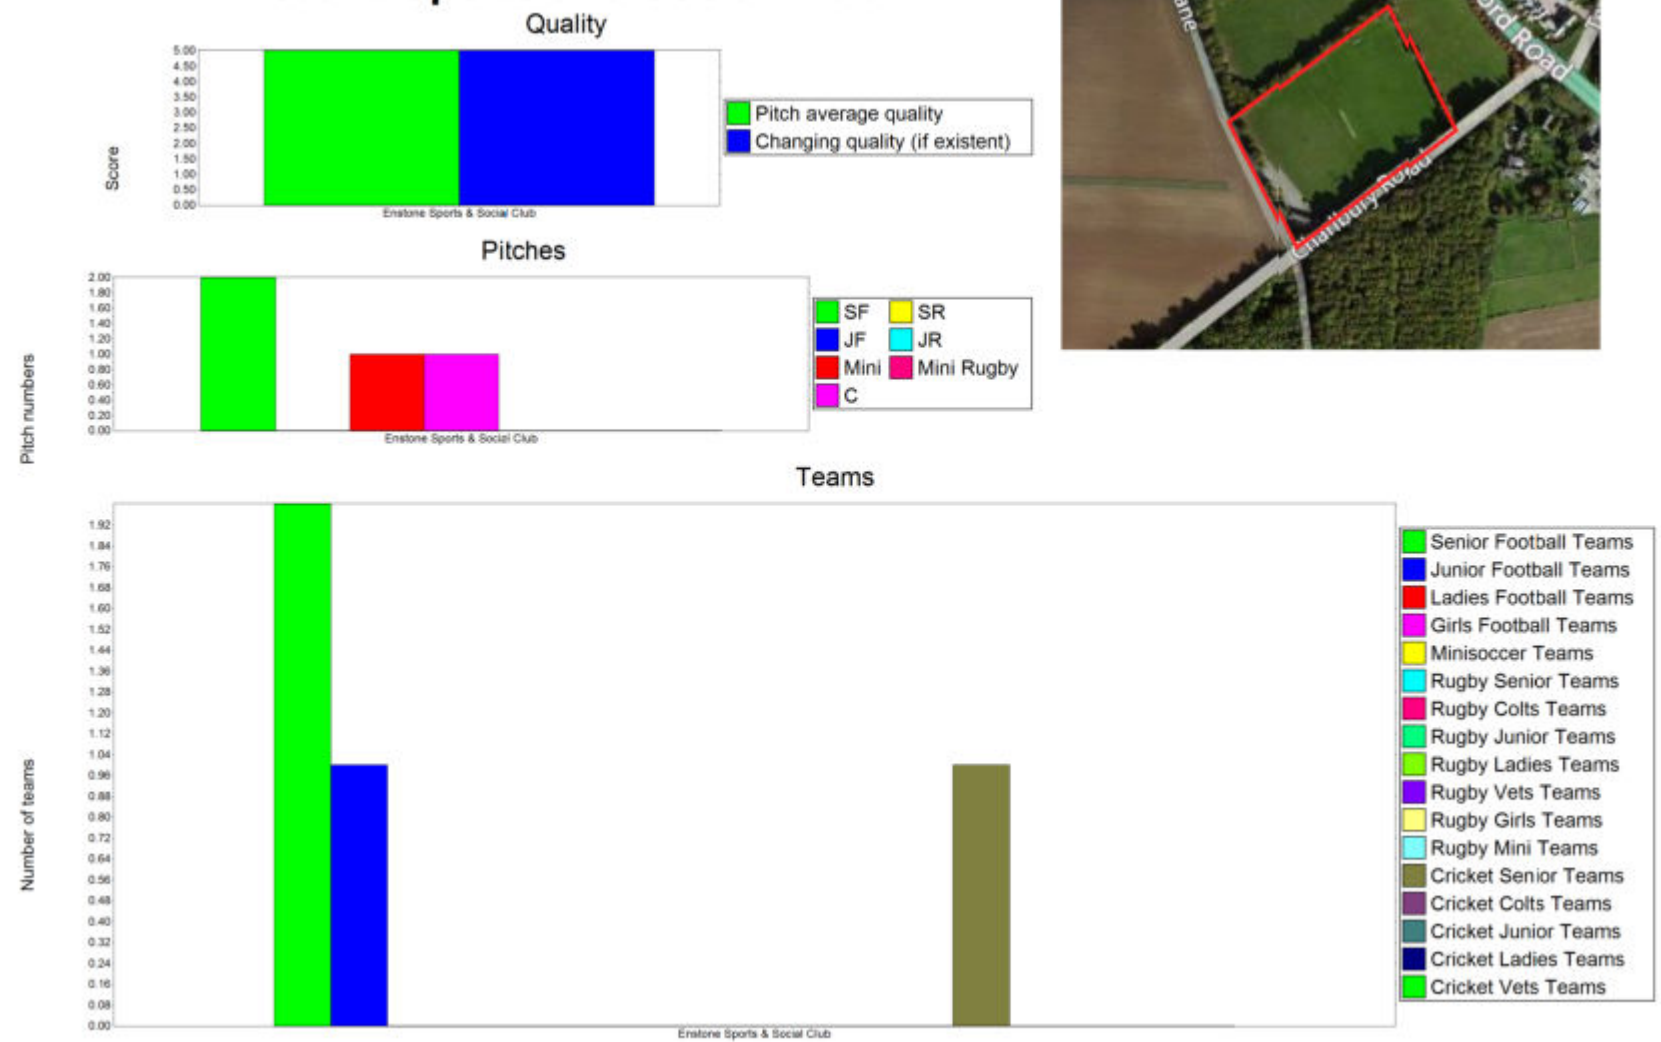 Quality
5.00
4.50
4.00
3.50
3.00
2.50
2.00
1.50
1.00
0.50
0.00
Score
Enstone Sports & Social Club
Pitch average quality
Changing quality (if existent)
ane
ord Road
Charlbury Road
Pitches
2.00
1.80
1.60
1.40
1.20
1.00
0.80
0.60
0.40
0.20
0.00
Pitch numbers
Enstone Sports & Social Club
SF SR
JF JR
Mini Mini Rugby
C
Teams
1.92
1.84
1.76
1.68
1.60
1.52
1.44
1.36
1.28
1.20
1.12
1.04
0.96
0.88
0.80
0.72
0.64
0.56
0.48
0.40
0.32
0.24
0.16
0.08
0.00
Number of teams
Enstone Sports & Social Club
Senior Football Teams
Junior Football Teams
Ladies Football Teams
Girls Football Teams
Minisoccer Teams
Rugby Senior Teams
Rugby Colts Teams
Rugby Junior Teams
Rugby Ladies Teams
Rugby Vets Teams
Rugby Girls Teams
Rugby Mini Teams
Cricket Senior Teams
Cricket Colts Teams
Cricket Junior Teams
Cricket Ladies Teams
Cricket Vets Teams